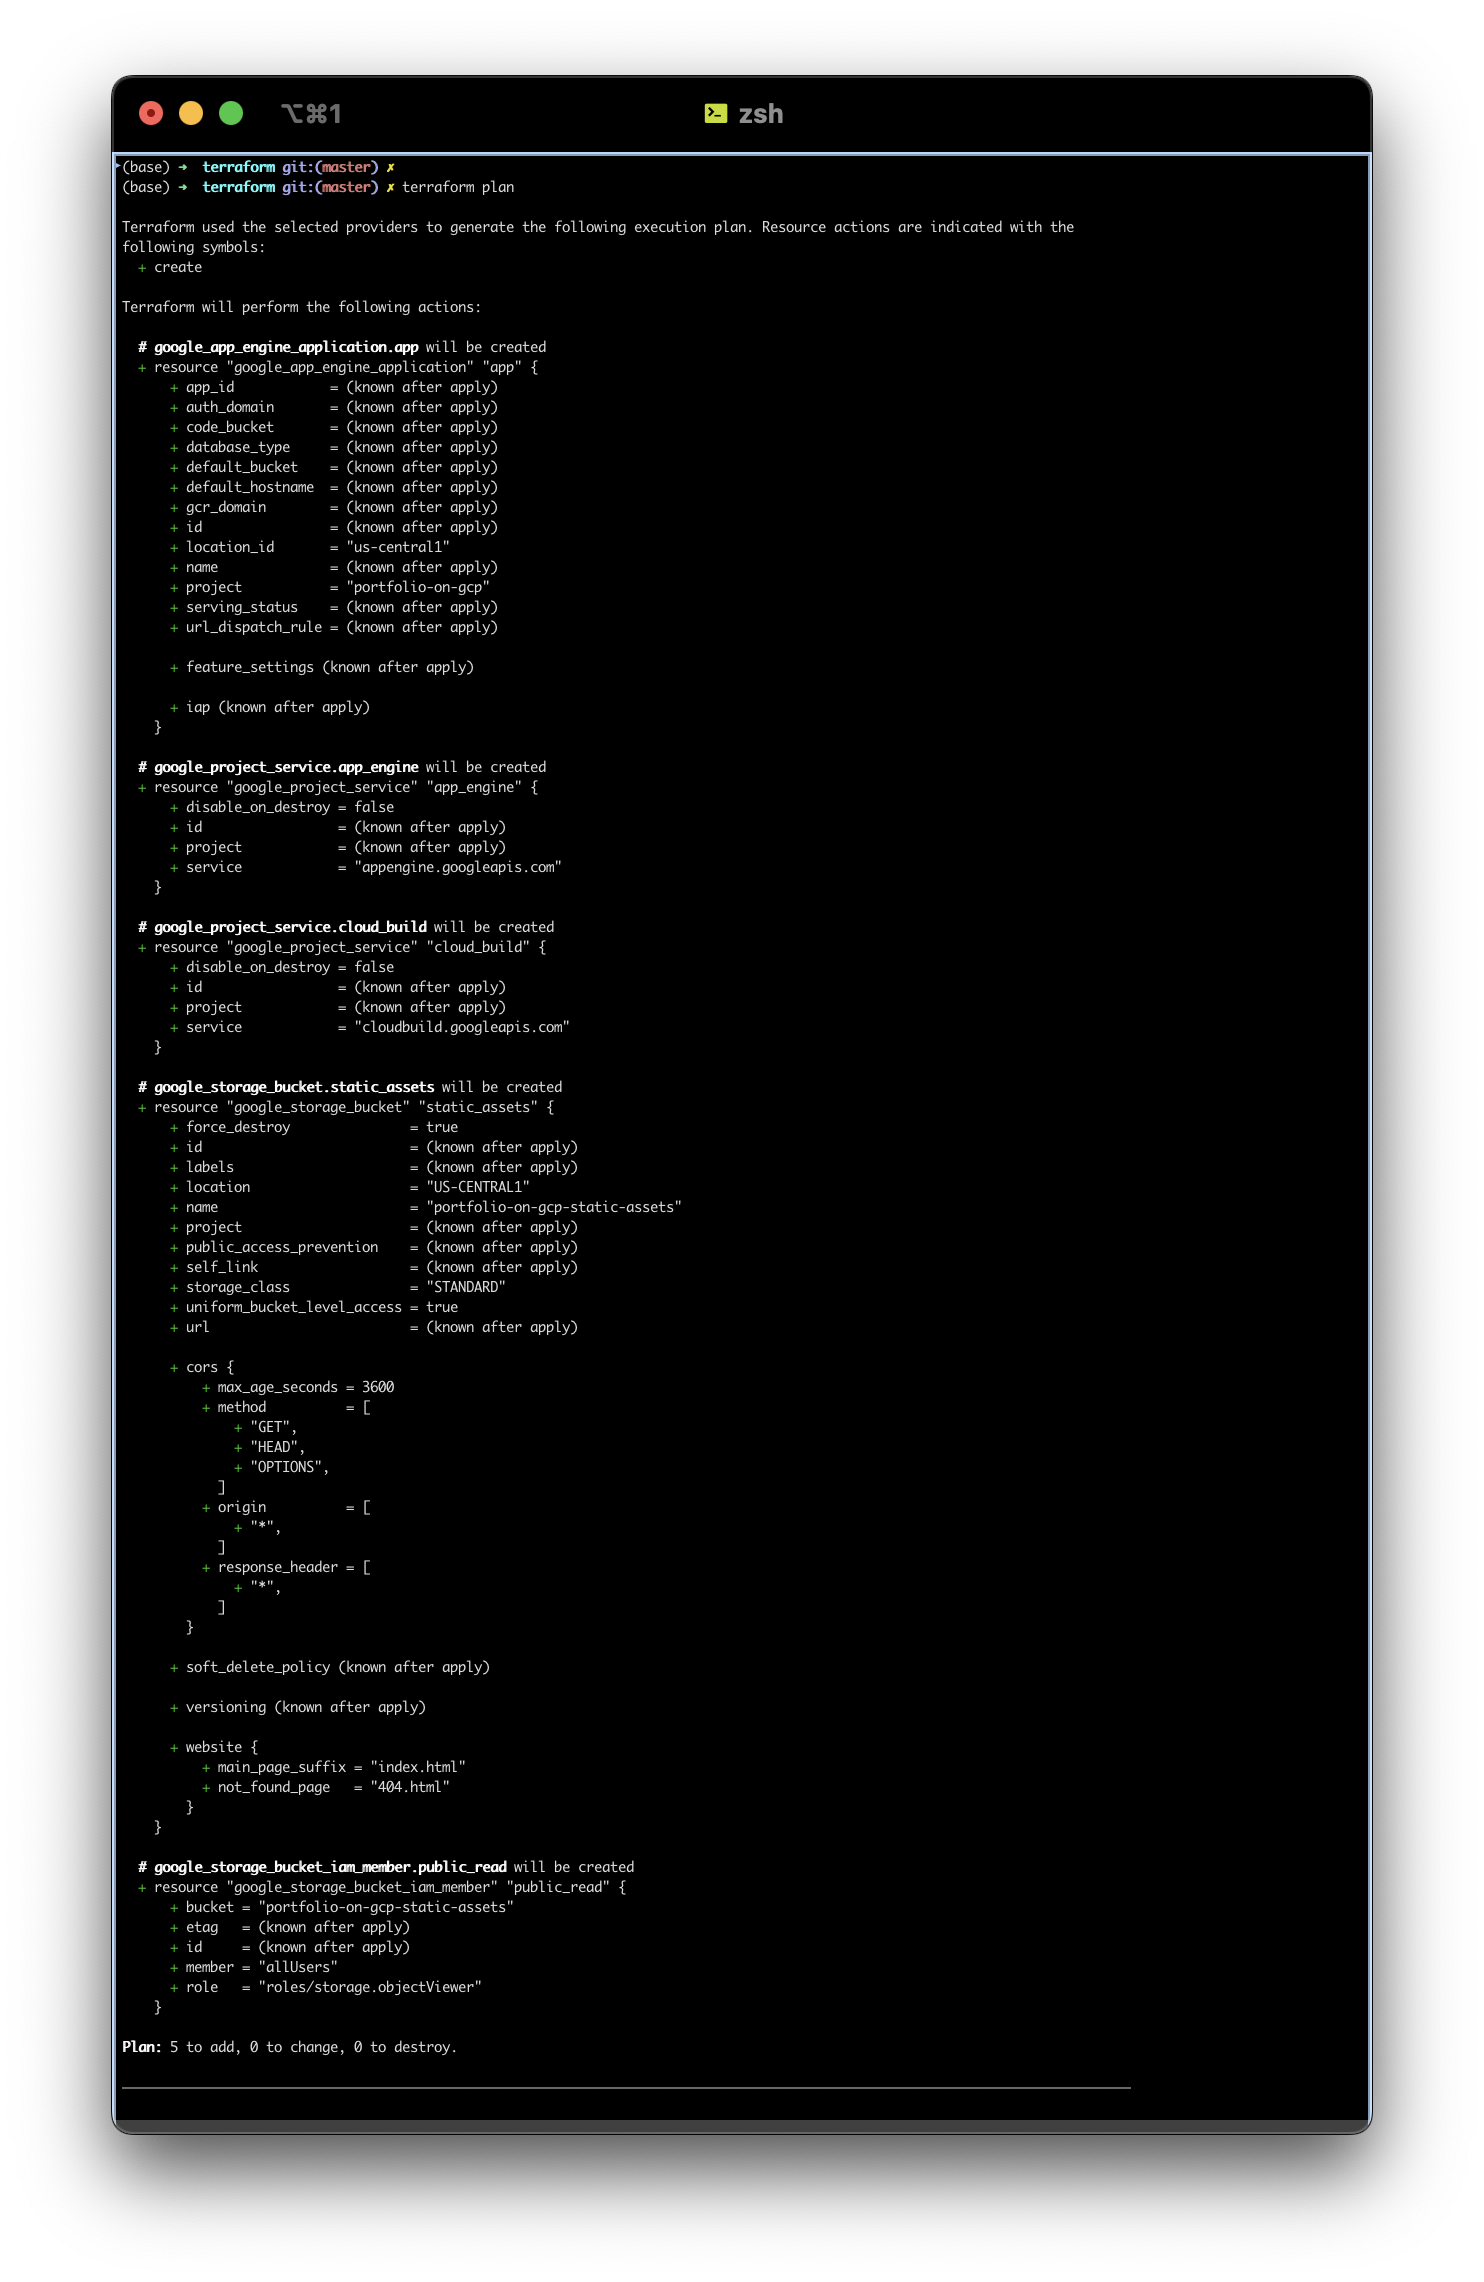 ⌥⌘1
zsh
(base) ➜  terraform git:(master) ✗
(base) ➜  terraform git:(master) ✗ terraform plan

Terraform used the selected providers to generate the following execution plan. Resource actions are indicated with the
following symbols:
  + create

Terraform will perform the following actions:

  # google_app_engine_application.app will be created
  + resource "google_app_engine_application" "app" {
      + app_id            = (known after apply)
      + auth_domain       = (known after apply)
      + code_bucket       = (known after apply)
      + database_type     = (known after apply)
      + default_bucket    = (known after apply)
      + default_hostname  = (known after apply)
      + gcr_domain        = (known after apply)
      + id                = (known after apply)
      + location_id       = "us-central1"
      + name              = (known after apply)
      + project           = "portfolio-on-gcp"
      + serving_status    = (known after apply)
      + url_dispatch_rule = (known after apply)

      + feature_settings (known after apply)

      + iap (known after apply)
    }

  # google_project_service.app_engine will be created
  + resource "google_project_service" "app_engine" {
      + disable_on_destroy = false
      + id                 = (known after apply)
      + project            = (known after apply)
      + service            = "appengine.googleapis.com"
    }

  # google_project_service.cloud_build will be created
  + resource "google_project_service" "cloud_build" {
      + disable_on_destroy = false
      + id                 = (known after apply)
      + project            = (known after apply)
      + service            = "cloudbuild.googleapis.com"
    }

  # google_storage_bucket.static_assets will be created
  + resource "google_storage_bucket" "static_assets" {
      + force_destroy               = true
      + id                          = (known after apply)
      + labels                      = (known after apply)
      + location                    = "US-CENTRAL1"
      + name                        = "portfolio-on-gcp-static-assets"
      + project                     = (known after apply)
      + public_access_prevention    = (known after apply)
      + self_link                   = (known after apply)
      + storage_class               = "STANDARD"
      + uniform_bucket_level_access = true
      + url                         = (known after apply)

      + cors {
          + max_age_seconds = 3600
          + method          = [
              + "GET",
              + "HEAD",
              + "OPTIONS",
            ]
          + origin          = [
              + "*",
            ]
          + response_header = [
              + "*",
            ]
        }

      + soft_delete_policy (known after apply)

      + versioning (known after apply)

      + website {
          + main_page_suffix = "index.html"
          + not_found_page   = "404.html"
        }
    }

  # google_storage_bucket_iam_member.public_read will be created
  + resource "google_storage_bucket_iam_member" "public_read" {
      + bucket = "portfolio-on-gcp-static-assets"
      + etag   = (known after apply)
      + id     = (known after apply)
      + member = "allUsers"
      + role   = "roles/storage.objectViewer"
    }

Plan: 5 to add, 0 to change, 0 to destroy.